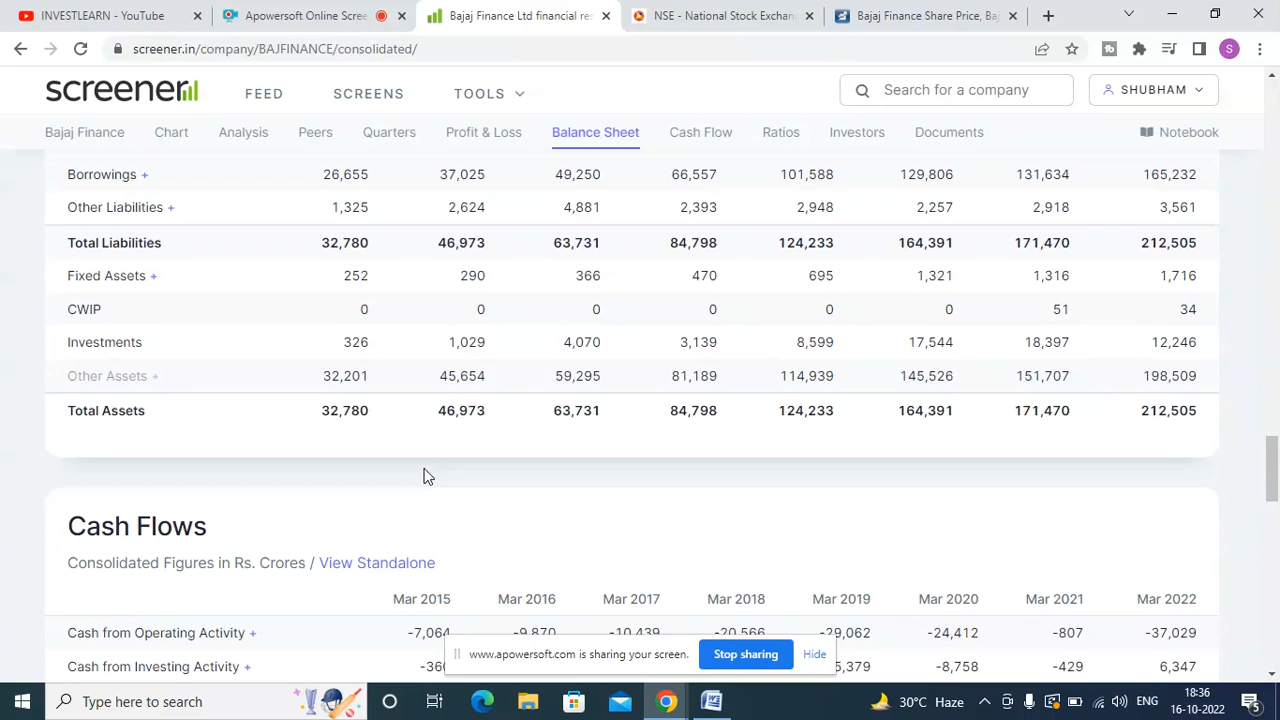 INVESTLEARN - YouTube
Apowersoft Online Scree
Bajaj Finance Ltd financial res
NSE - National Stock Exchan
Bajaj Finance Share Price, Baj
screener.in/company/BAJFINANCE/consolidated/
S
screener
FEED
SCREENS
TOOLS
Search for a company
SHUBHAM
Bajaj Finance Chart Analysis Peers Quarters Profit & Loss Balance Sheet Cash Flow Ratios Investors Documents Notebook
Borrowings + 26,655 37,025 49,250 66,557 101,588 129,806 131,634 165,232
Other Liabilities + 1,325 2,624 4,881 2,393 2,948 2,257 2,918 3,561
Total Liabilities 32,780 46,973 63,731 84,798 124,233 164,391 171,470 212,505
Fixed Assets + 252 290 366 470 695 1,321 1,316 1,716
CWIP 0 0 0 0 0 0 51 34
Investments 326 1,029 4,070 3,139 8,599 17,544 18,397 12,246
Other Assets + 32,201 45,654 59,295 81,189 114,939 145,526 151,707 198,509
Total Assets 32,780 46,973 63,731 84,798 124,233 164,391 171,470 212,505
Cash Flows
Consolidated Figures in Rs. Crores / View Standalone
Mar 2015 Mar 2016 Mar 2017 Mar 2018 Mar 2019 Mar 2020 Mar 2021 Mar 2022
Cash from Operating Activity + -7,064 -9,870 -10,439 -20,566 -29,062 -24,412 -807 -37,029
Cash from Investing Activity + -8,758 -429 6,347
www.apowersoft.com is sharing your screen. Stop sharing Hide
Type here to search
30°C Haze
ENG
18:36
16-10-2022
5